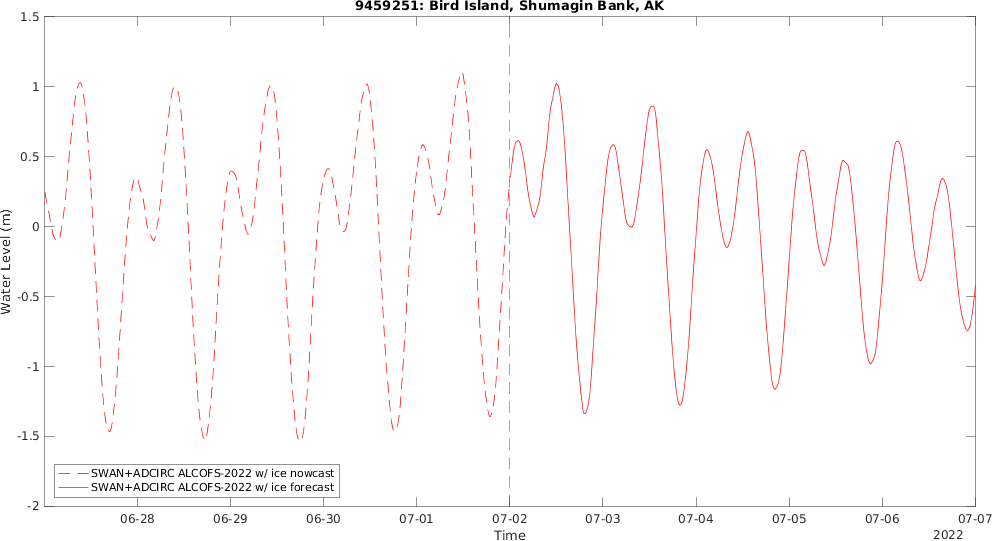 9459251: Bird Island, Shumagin Bank, AK
1.5
1
0.5
0
-0.5
-1
-1.5
-2
Water Level (m)
SWAN+ADCIRC ALCOFS-2022 w/ ice nowcast
SWAN+ADCIRC ALCOFS-2022 w/ ice forecast
06-28 06-29 06-30 07-01 07-02 07-03 07-04 07-05 07-06 07-07
Time
2022